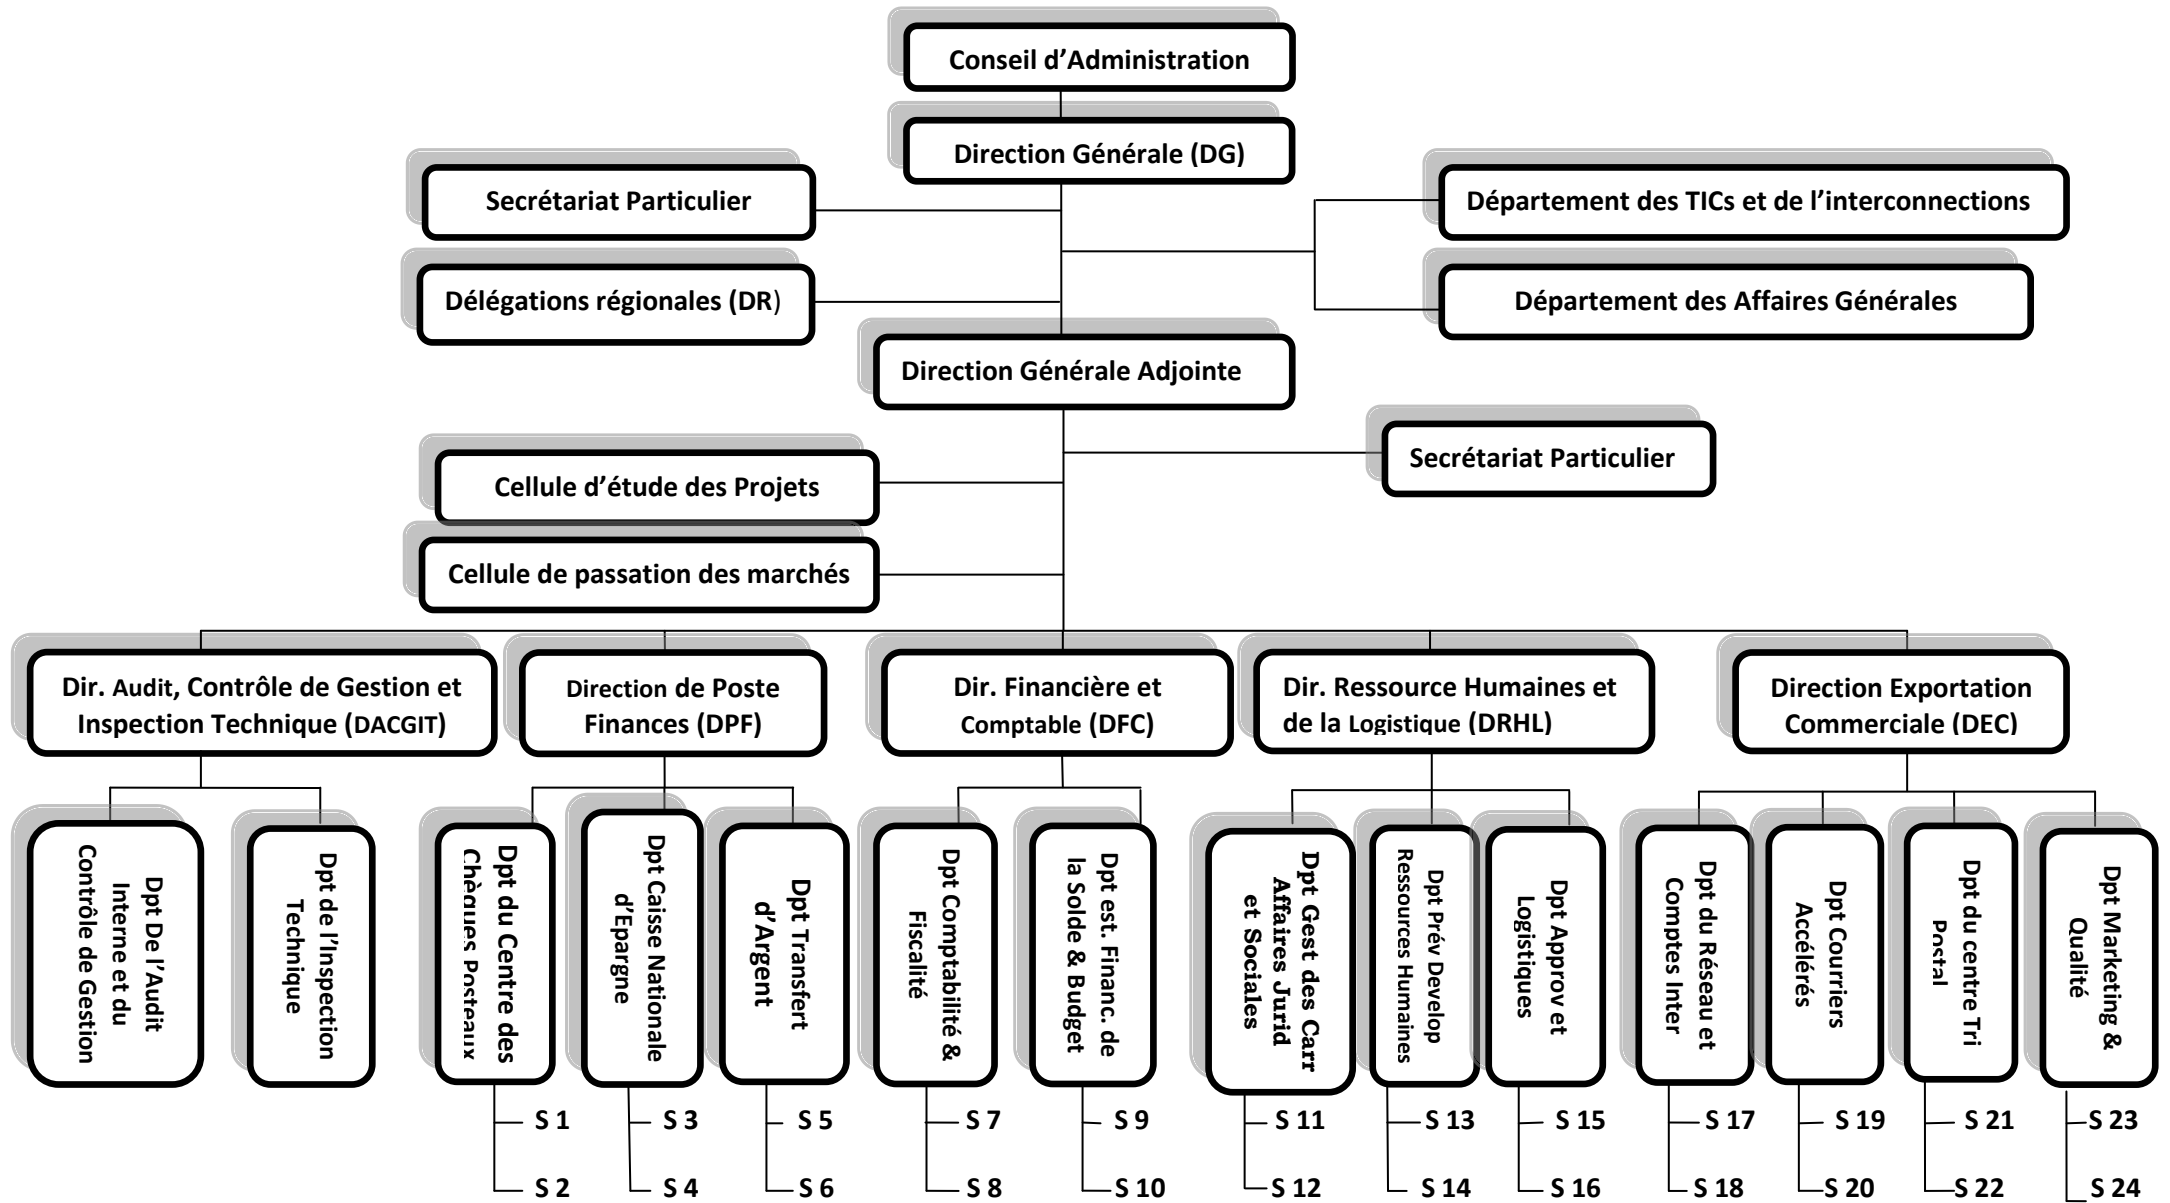 Conseil d’Administration
Direction Générale (DG)
Secrétariat Particulier
Département des TICs et de l’interconnections
Délégations régionales (DR)
Département des Affaires Générales
Direction Générale Adjointe
Secrétariat Particulier
Cellule d’étude des Projets
Cellule de passation des marchés
Dir. Audit, Contrôle de Gestion et
Inspection Technique (DACGIT)
Direction de Poste
Finances (DPF)
Dir. Financière et
Comptable (DFC)
Dir. Ressource Humaines et
de la Logistique (DRHL)
Direction Exportation
Commerciale (DEC)
Dpt De l’Audit
Interne et du
Contrôle de Gestion
Dpt de l’Inspection
Technique
Dpt du Centre des
Chèques Posteaux
Dpt Caisse Nationale
d’Epargne
Dpt Transfert
d’Argent
Dpt Comptabilité &
Fiscalité
Dpt est. Financ. de
la Solde & Budget
Dpt Gest des Carr
Affaires Jurid
et Sociales
Dpt Prév Develop
Ressources Humaines
Dpt Approv et
Logistiques
Dpt du Réseau et
Comptes Inter
Dpt Courriers
Accélérés
Dpt du centre Tri
Postal
Dpt Marketing &
Qualité
S 1
S 3
S 5
S 7
S 9
S 11
S 13
S 15
S 17
S 19
S 21
S 23
S 2
S 4
S 6
S 8
S 10
S 12
S 14
S 16
S 18
S 20
S 22
S 24